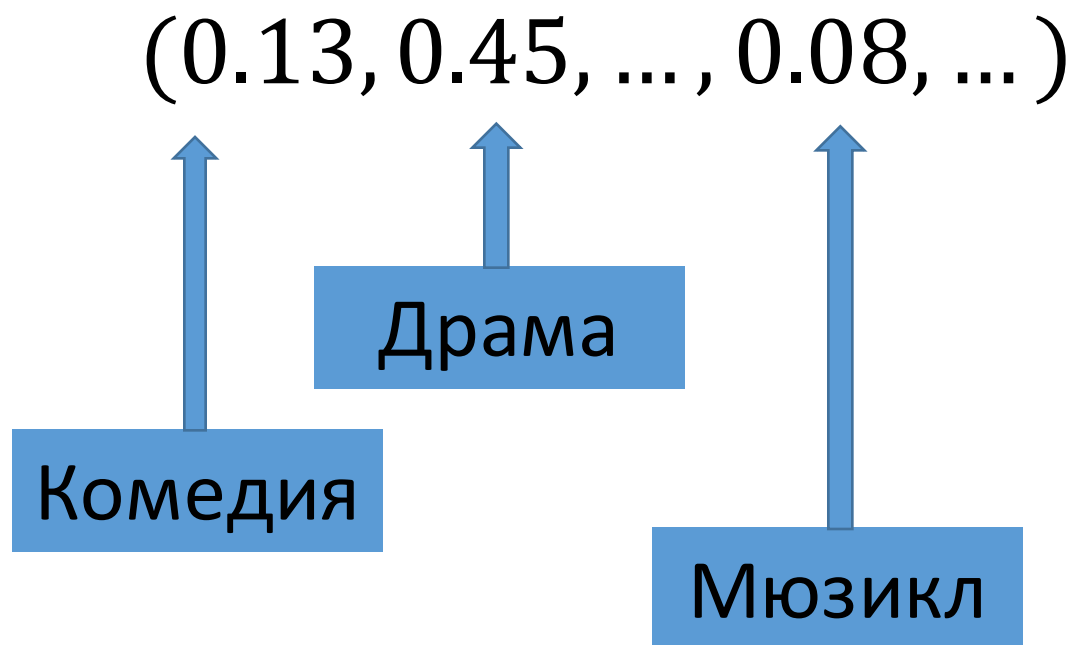 (0.13, 0.45, … , 0.08, … )
Драма
Комедия
Мюзикл